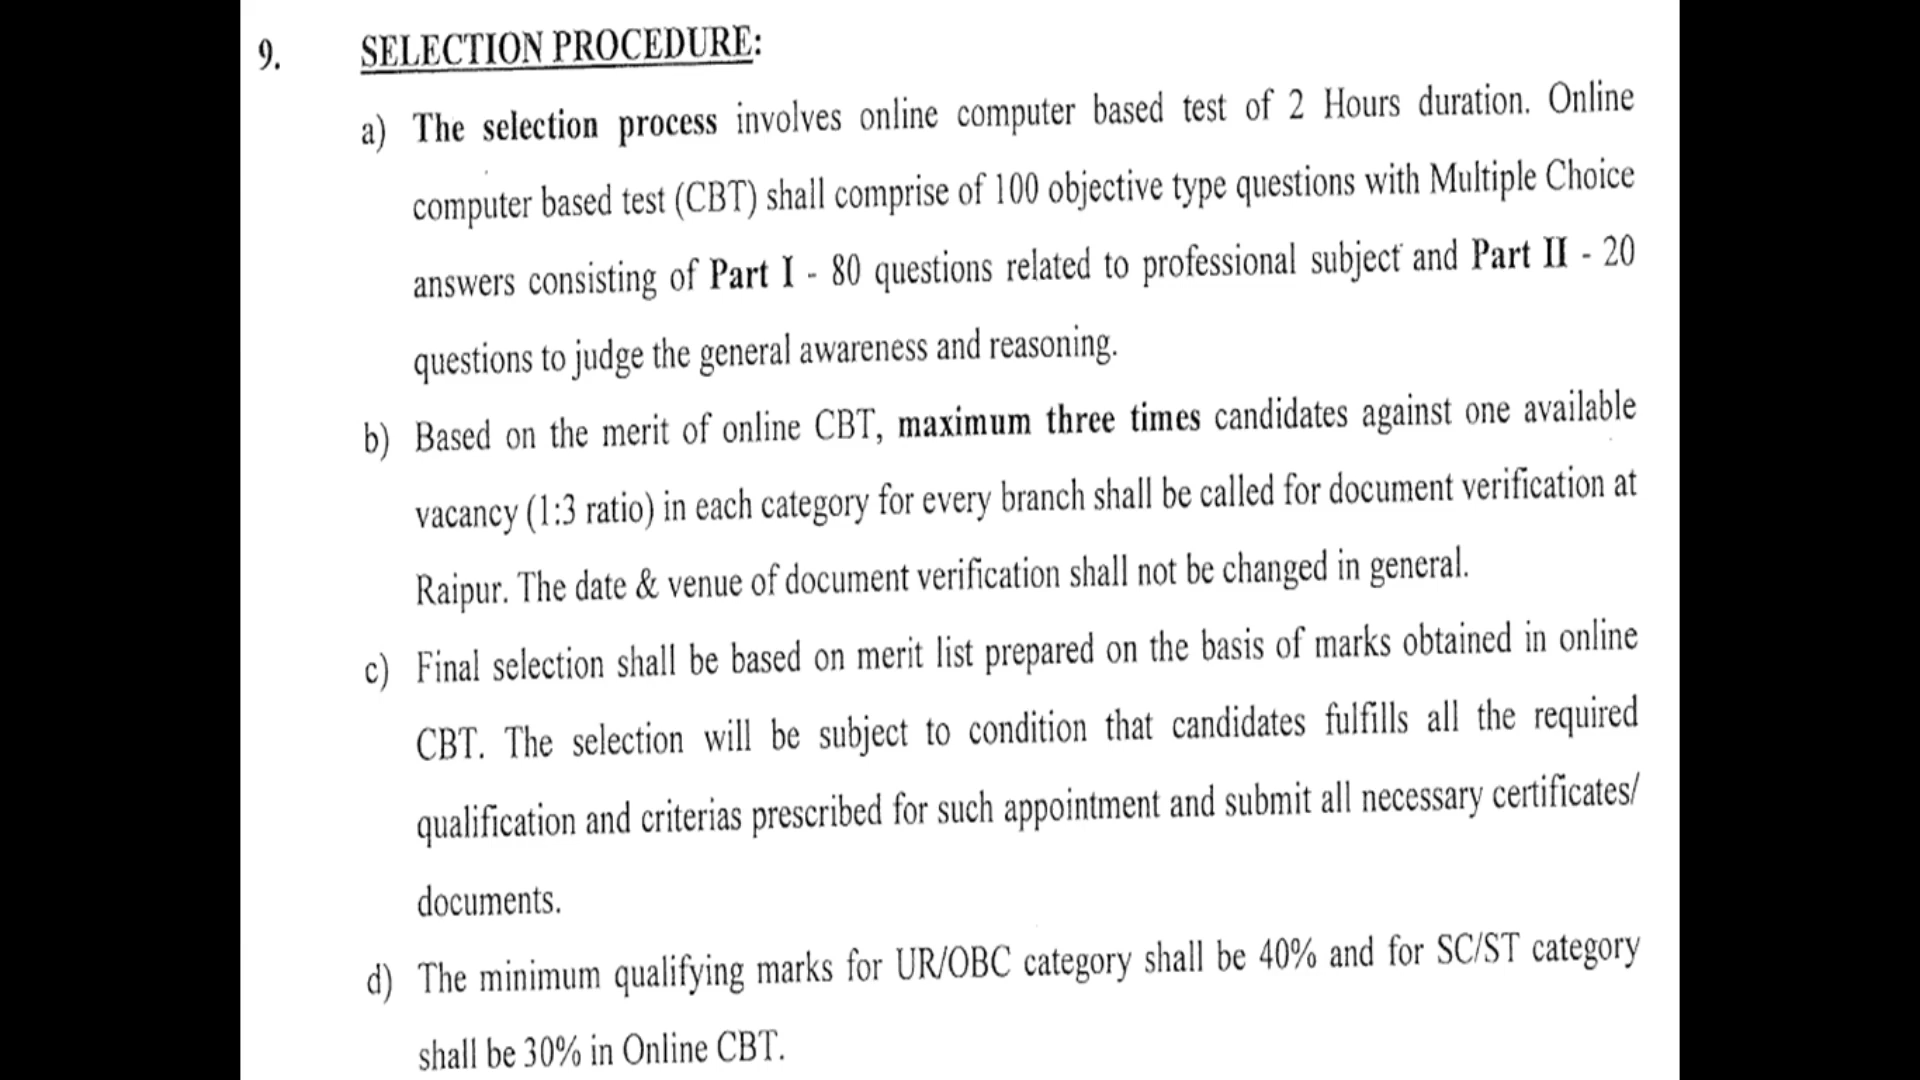 9. SELECTION PROCEDURE:
a) The selection process involves online computer based test of 2 Hours duration. Online
computer based test (CBT) shall comprise of 100 objective type questions with Multiple Choice
answers consisting of Part I - 80 questions related to professional subject and Part II - 20
questions to judge the general awareness and reasoning.
b) Based on the merit of online CBT, maximum three times candidates against one available
vacancy (1:3 ratio) in each category for every branch shall be called for document verification at
Raipur. The date & venue of document verification shall not be changed in general.
c) Final selection shall be based on merit list prepared on the basis of marks obtained in online
CBT. The selection will be subject to condition that candidates fulfills all the required
qualification and criterias prescribed for such appointment and submit all necessary certificates/
documents.
d) The minimum qualifying marks for UR/OBC category shall be 40% and for SC/ST category
shall be 30% in Online CBT.